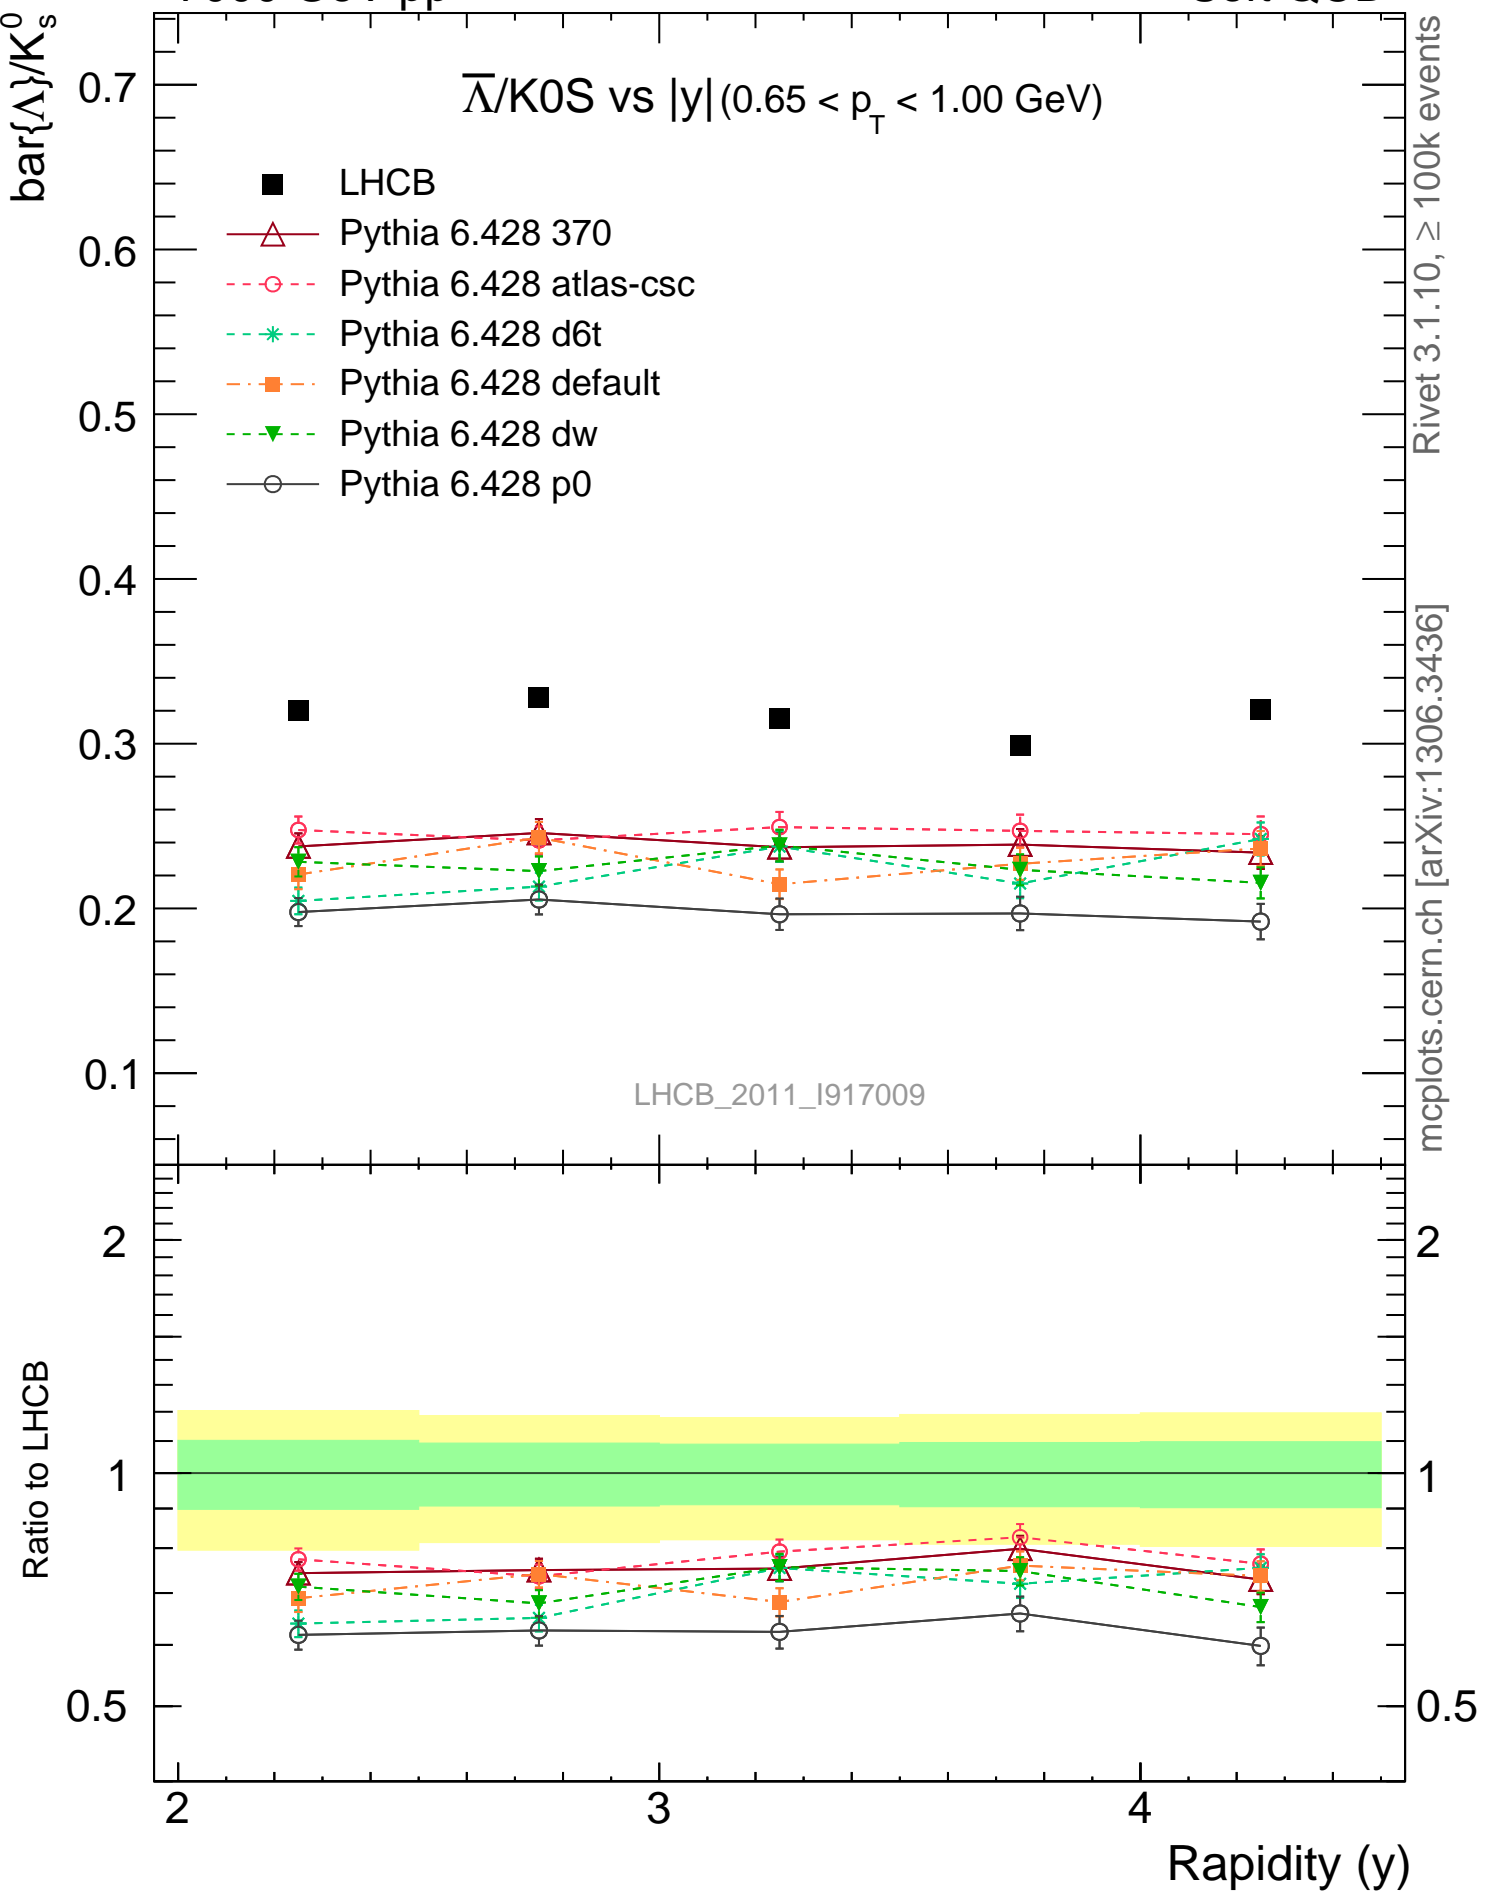 bar{Λ}/K⁰ₛ
Λ̅/K0S vs |y| (0.65 < p_T < 1.00 GeV)
LHCB
Pythia 6.428 370
Pythia 6.428 atlas-csc
Pythia 6.428 d6t
Pythia 6.428 default
Pythia 6.428 dw
Pythia 6.428 p0
0.7
0.6
0.5
0.4
0.3
0.2
0.1
LHCB_2011_I917009
Rivet 3.1.10, ≥ 100k events
mcplots.cern.ch [arXiv:1306.3436]
Ratio to LHCB
2
1
0.5
2
1
0.5
2
3
4
Rapidity (y)